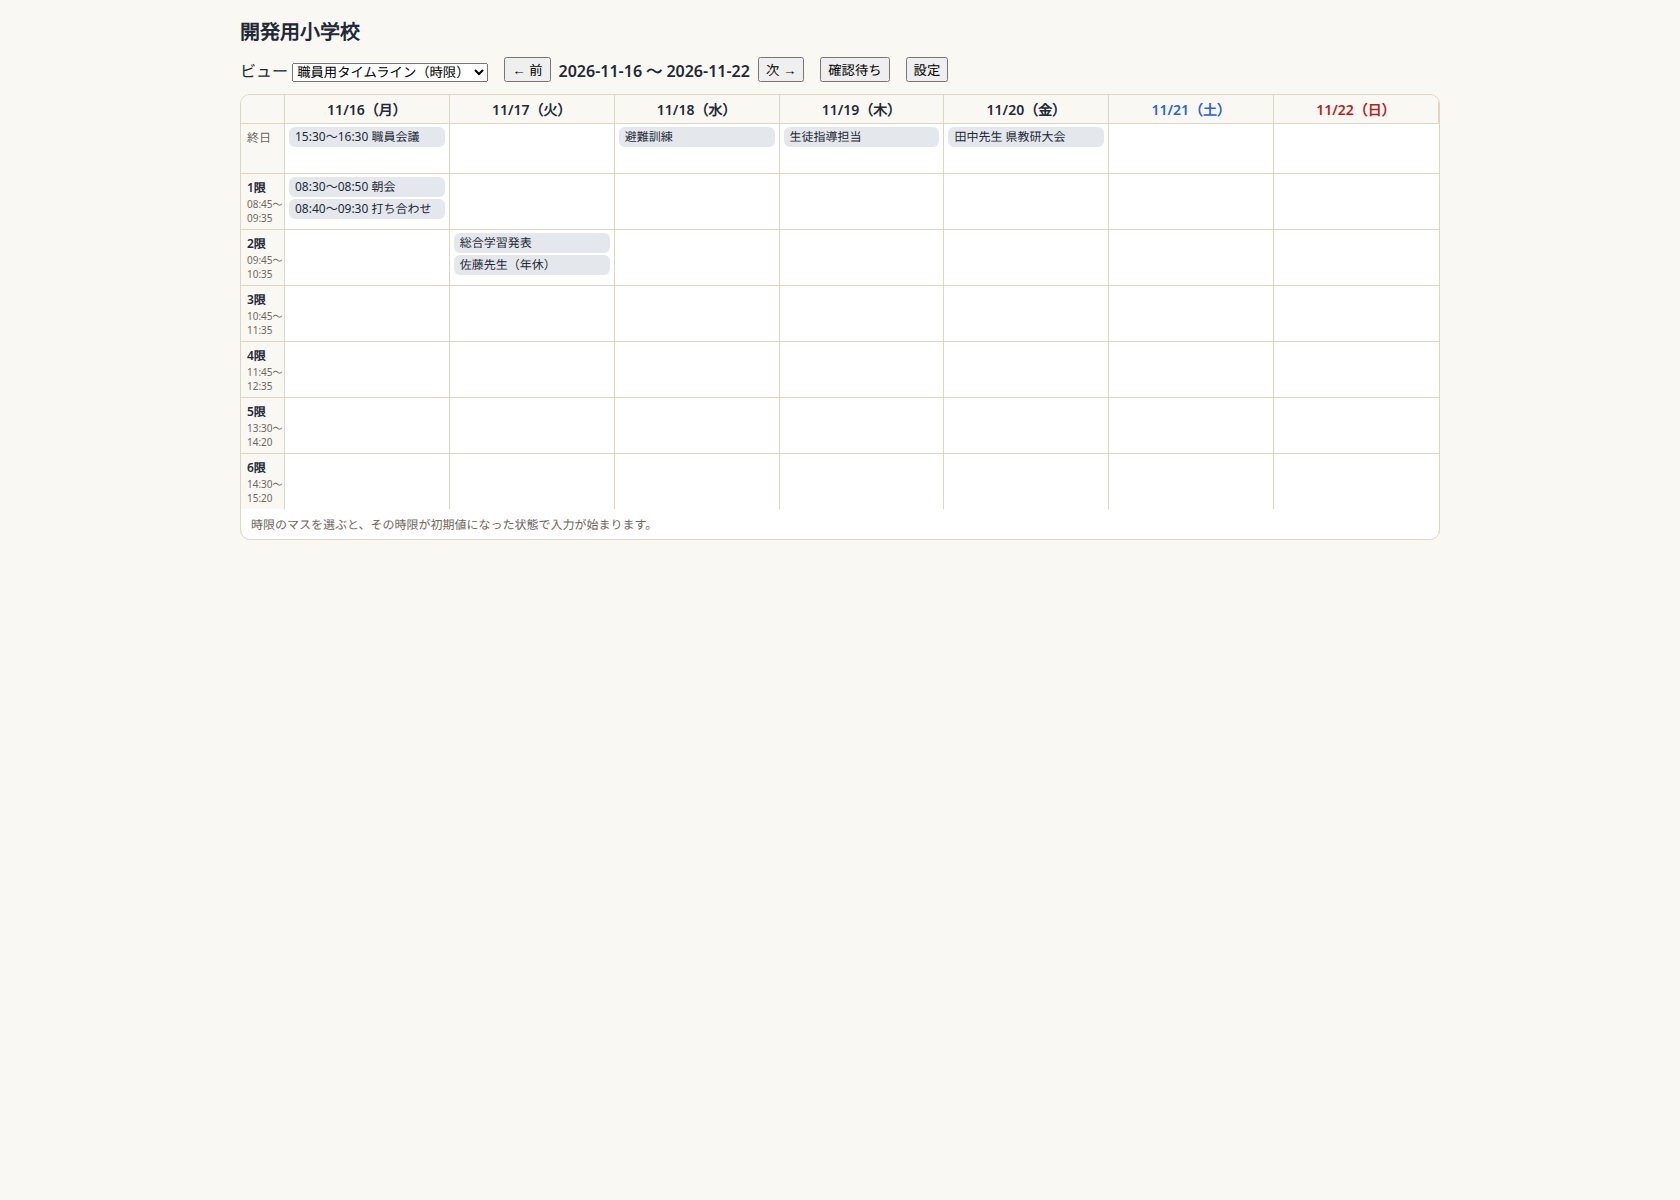 開発用小学校
ビュー 職員用タイムライン（時限） ← 前 2026-11-16 〜 2026-11-22 次 → 確認待ち 設定
11/16（月） 11/17（火） 11/18（水） 11/19（木） 11/20（金） 11/21（土） 11/22（日）
終日 15:30〜16:30 職員会議 避難訓練 生徒指導担当 田中先生 県教研大会
1限 08:30〜08:50 朝会
08:45〜 08:40〜09:30 打ち合わせ
09:35
2限 総合学習発表
09:45〜 佐藤先生（年休）
10:35
3限
10:45〜
11:35
4限
11:45〜
12:35
5限
13:30〜
14:20
6限
14:30〜
15:20
時限のマスを選ぶと、その時限が初期値になった状態で入力が始まります。